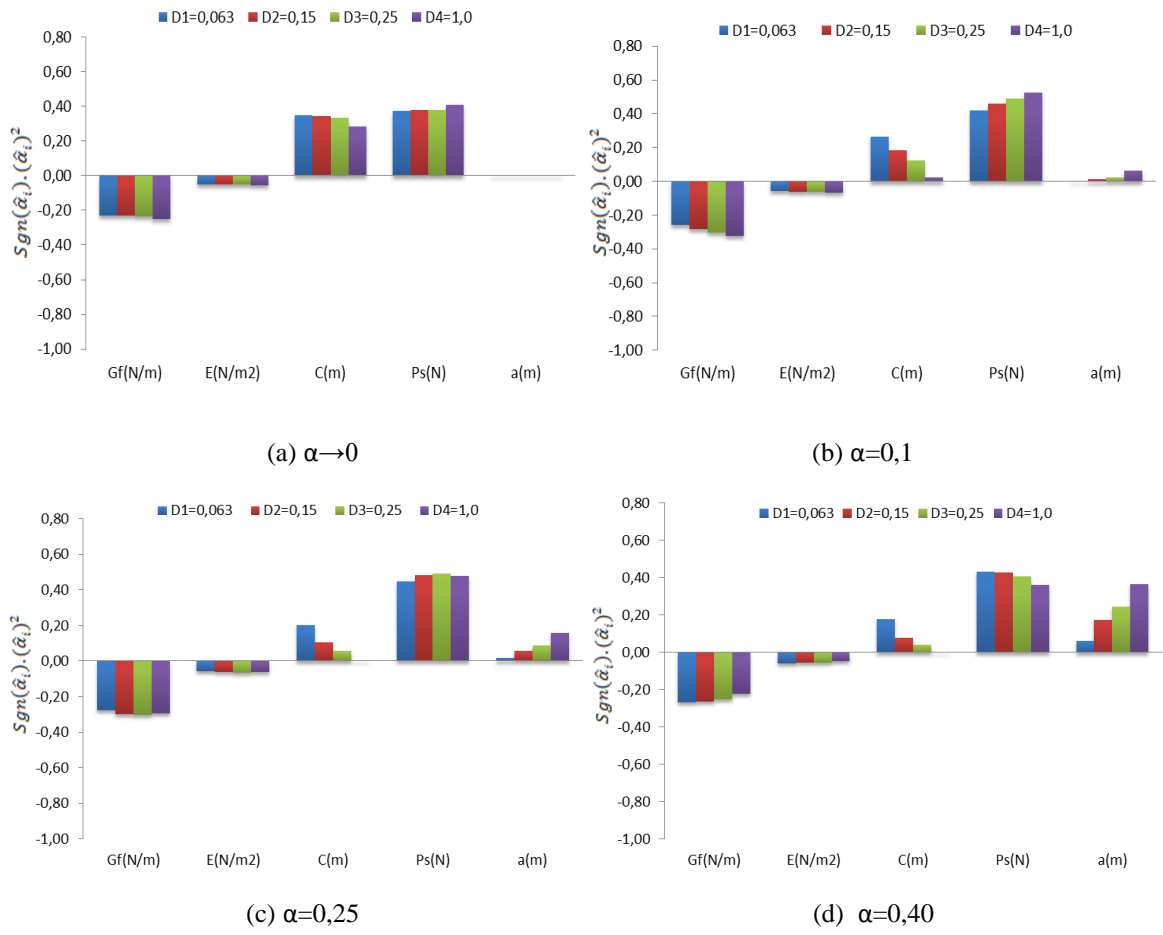 D1=0,063 D2=0,15 D3=0,25 D4=1,0
0,80
0,60
0,40
0,20
0,00
-0,20
-0,40
-0,60
-0,80
-1,00
Sgn(α̂ᵢ).(α̂ᵢ)²
Gf(N/m) E(N/m2) C(m) Ps(N) a(m)
(a) α→0
D1=0,063 D2=0,15 D3=0,25 D4=1,0
0,80
0,60
0,40
0,20
0,00
-0,20
-0,40
-0,60
-0,80
-1,00
Sgn(α̂ᵢ).(α̂ᵢ)²
Gf(N/m) E(N/m2) C(m) Ps(N) a(m)
(b) α=0,1
D1=0,063 D2=0,15 D3=0,25 D4=1,0
0,80
0,60
0,40
0,20
0,00
-0,20
-0,40
-0,60
-0,80
-1,00
Sgn(α̂ᵢ).(α̂ᵢ)²
Gf(N/m) E(N/m2) C(m) Ps(N) a(m)
(c) α=0,25
D1=0,063 D2=0,15 D3=0,25 D4=1,0
0,80
0,60
0,40
0,20
0,00
-0,20
-0,40
-0,60
-0,80
-1,00
Sgn(α̂ᵢ).(α̂ᵢ)²
Gf(N/m) E(N/m2) C(m) Ps(N) a(m)
(d) α=0,40